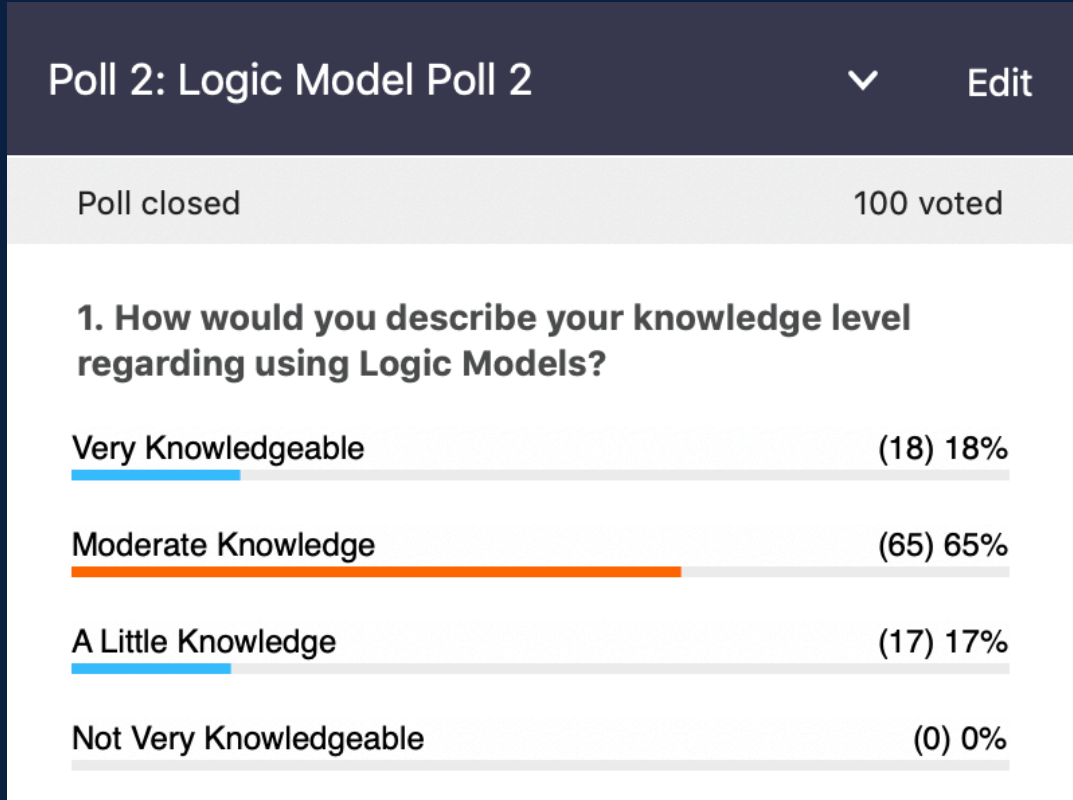 Poll 2: Logic Model Poll 2 Edit
Poll closed 100 voted
1. How would you describe your knowledge level
regarding using Logic Models?
Very Knowledgeable (18) 18%
Moderate Knowledge (65) 65%
A Little Knowledge (17) 17%
Not Very Knowledgeable (0) 0%